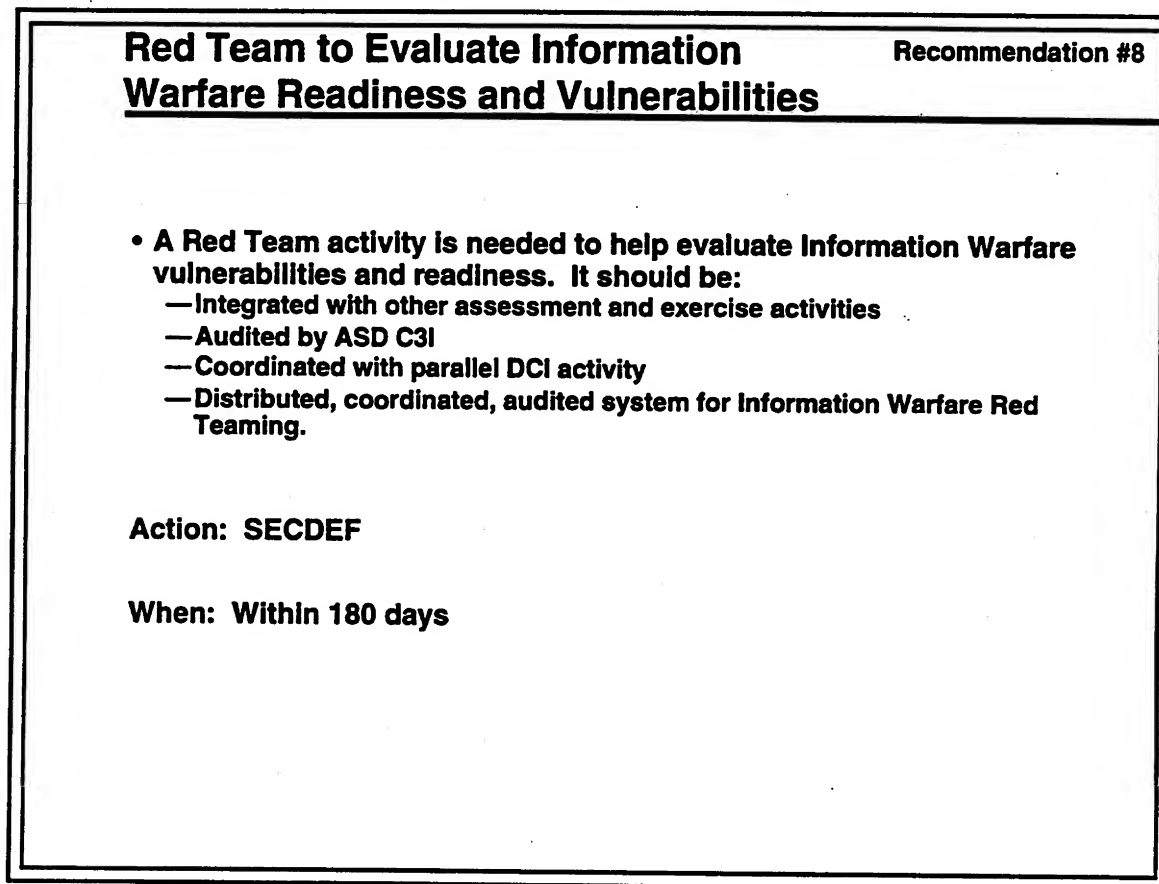 Red Team to Evaluate Information
Recommendation #8
Warfare Readiness and Vulnerabilities
• A Red Team activity is needed to help evaluate Information Warfare
vulnerabilities and readiness. It should be:
—Integrated with other assessment and exercise activities
—Audited by ASD C3I
—Coordinated with parallel DCI activity
—Distributed, coordinated, audited system for Information Warfare Red
Teaming.
Action: SECDEF
When: Within 180 days